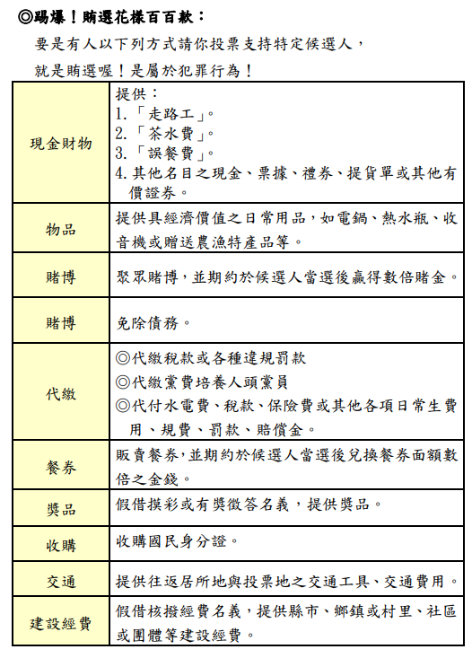 ◎踢爆！賄選花樣百百款：
要是有人以下列方式請你投票支持特定候選人，
就是賄選喔！是屬於犯罪行為！
現金財物
提供：
1.「走路工」。
2.「茶水費」。
3.「誤餐費」。
4.其他名目之現金、票據、禮券、提貨單或其他有
價證券。
物品
提供具經濟價值之日常用品，如電鍋、熱水瓶、收
音機或贈送農漁特產品等。
賭博
聚眾賭博，並期約於候選人當選後贏得數倍賭金。
賭博
免除債務。
代繳
◎代繳稅款或各種違規罰款
◎代繳黨費培養人頭黨員
◎代付水電費、稅款、保險費或其他各項日常生費
用、規費、罰款、賠償金。
餐券
販賣餐券，並期約於候選人當選後兌換餐券面額數
倍之金錢。
獎品
假借摸彩或有獎徵答名義，提供獎品。
收購
收購國民身分證。
交通
提供往返居所地與投票地之交通工具、交通費用。
建設經費
假借核撥經費名義，提供縣市、鄉鎮或村里、社區
或團體等建設經費。